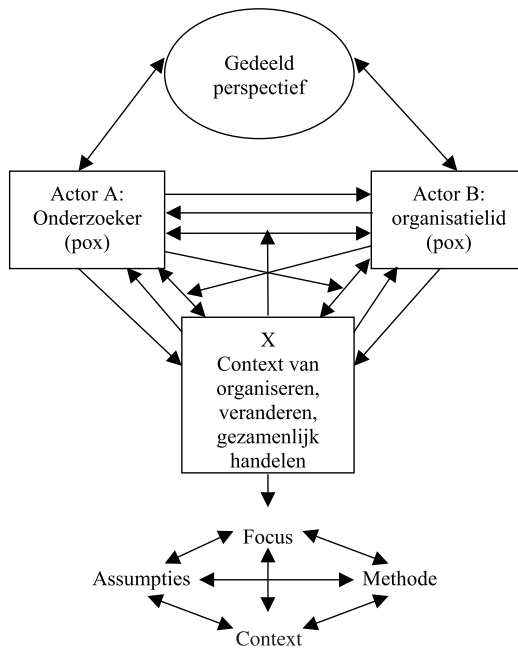 Gedeeld
perspectief
Actor A:
Onderzoeker
(pox)
Actor B:
organisatielid
(pox)
X
Context van
organiseren,
veranderen,
gezamenlijk
handelen
Focus
Assumpties
Methode
Context